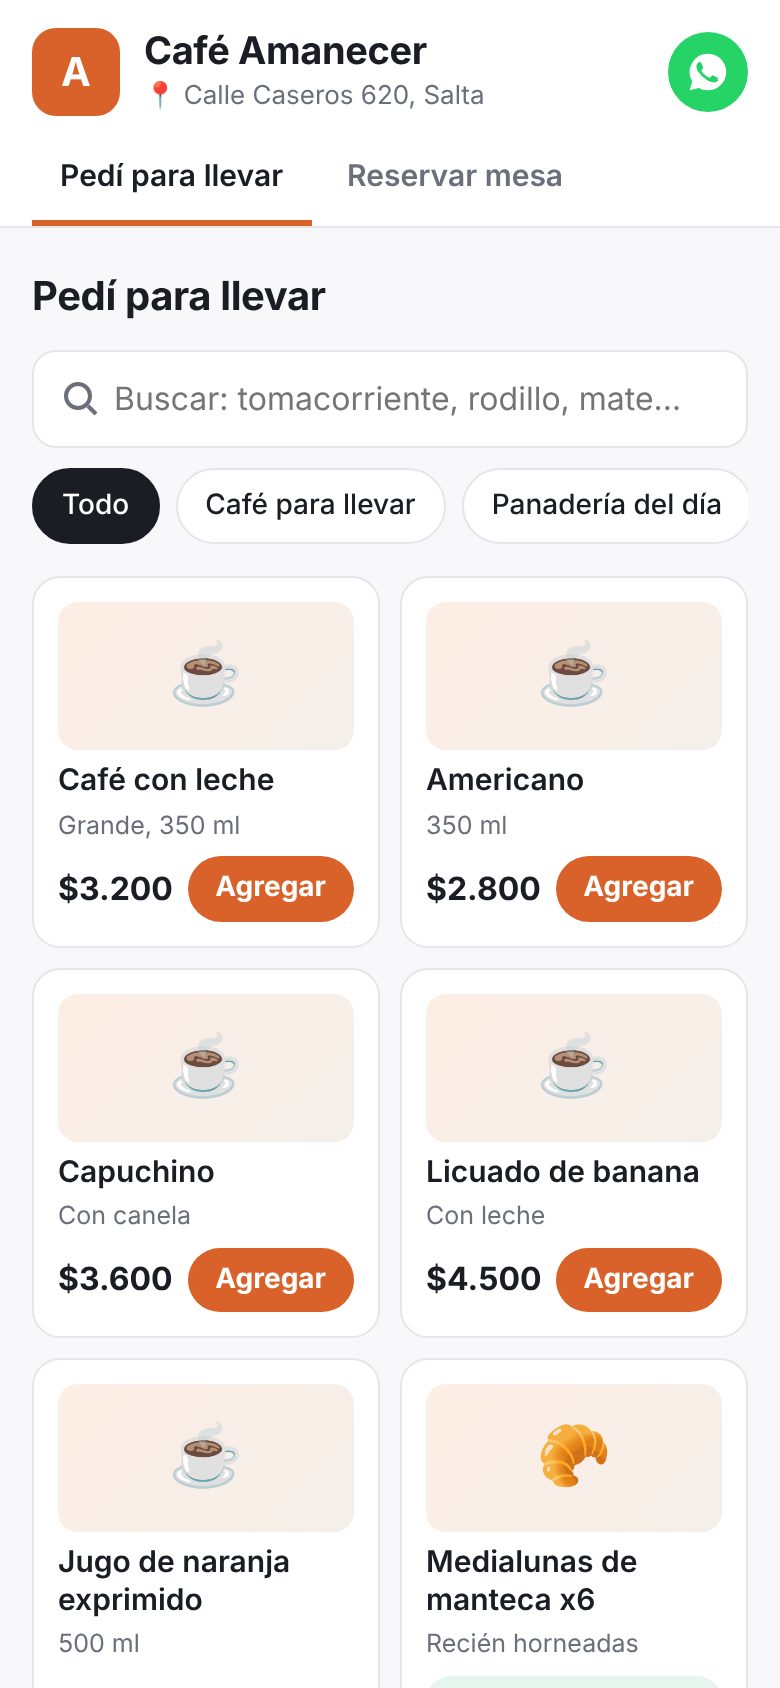 A
Café Amanecer
📍 Calle Caseros 620, Salta
Pedí para llevar
Reservar mesa
Pedí para llevar
Buscar: tomacorriente, rodillo, mate...
Todo
Café para llevar
Panadería del día
Café con leche
Grande, 350 ml
$3.200
Agregar
Americano
350 ml
$2.800
Agregar
Capuchino
Con canela
$3.600
Agregar
Licuado de banana
Con leche
$4.500
Agregar
Jugo de naranja
exprimido
500 ml
Medialunas de
manteca x6
Recién horneadas